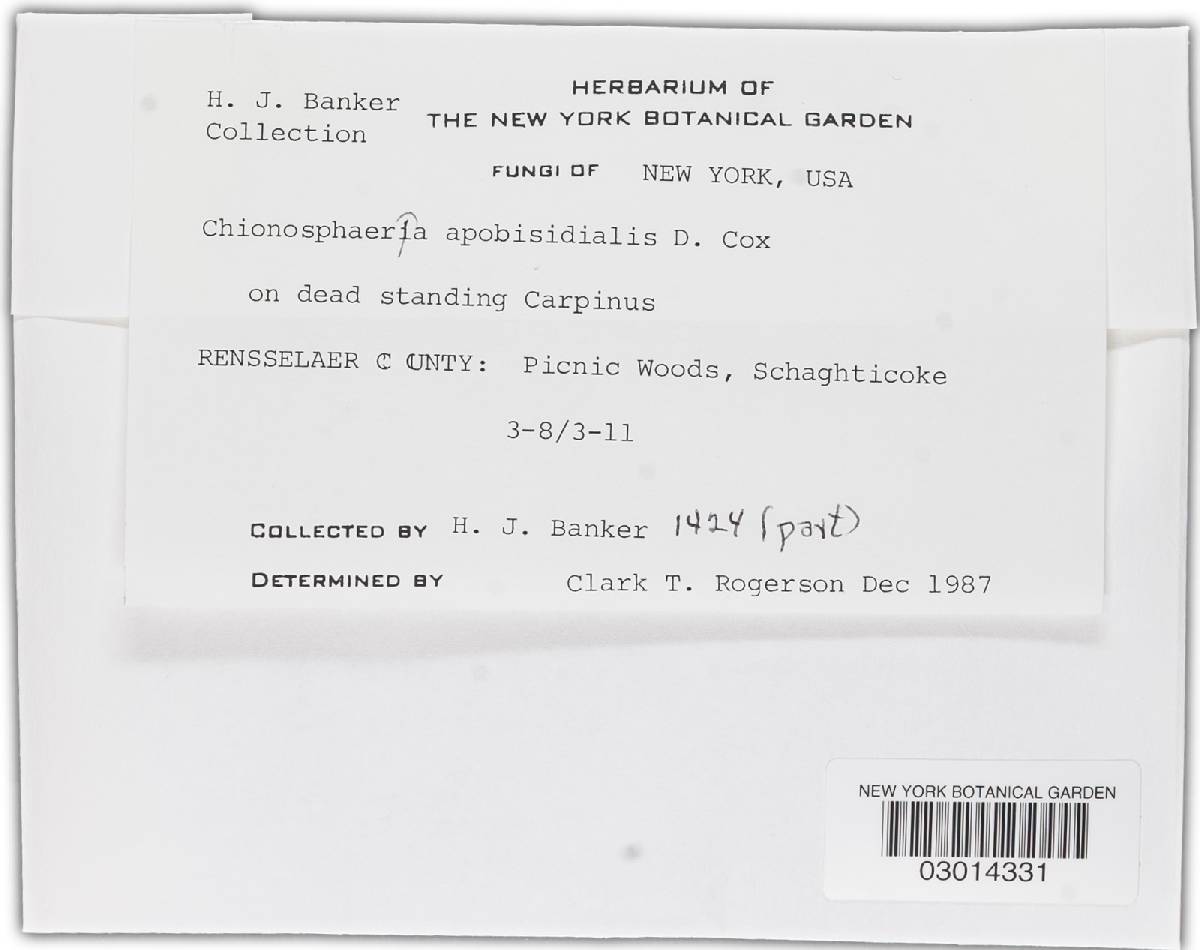 H. J. Banker
Collection
HERBARIUM OF
THE NEW YORK BOTANICAL GARDEN
FUNGI OF NEW YORK, USA
Chionosphaeria apobisidialis D. Cox
on dead standing Carpinus
RENSSELAER COUNTY: Picnic Woods, Schaghticoke
3-8/3-11
COLLECTED BY H. J. Banker 1424 (part)
DETERMINED BY Clark T. Rogerson Dec 1987
NEW YORK BOTANICAL GARDEN
03014331